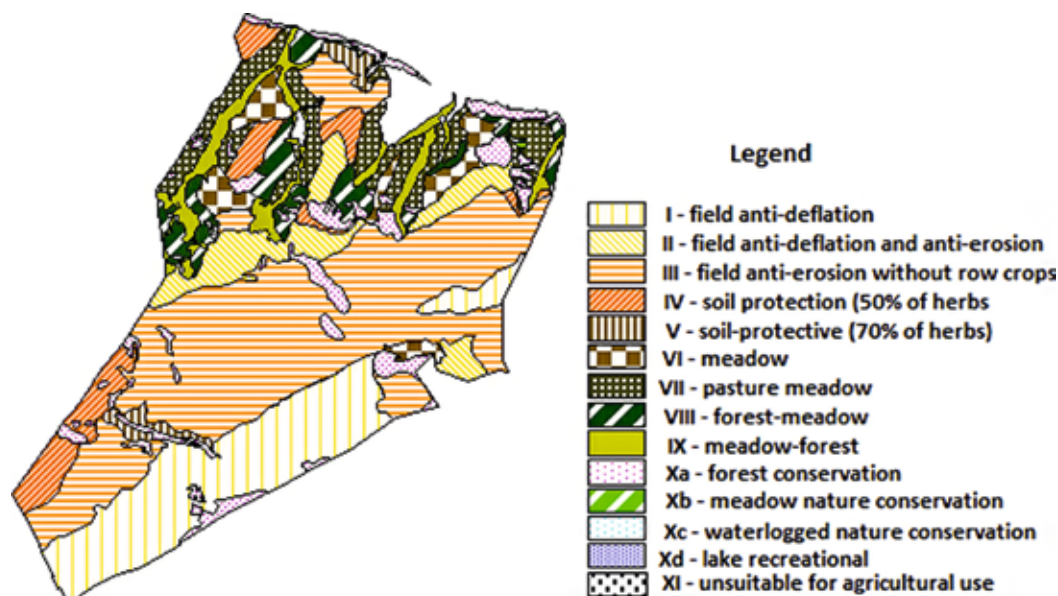 Legend
I - field anti-deflation
II - field anti-deflation and anti-erosion
III - field anti-erosion without row crops
IV - soil protection (50% of herbs
V - soil-protective (70% of herbs)
VI - meadow
VII - pasture meadow
VIII - forest-meadow
IX - meadow-forest
Xa - forest conservation
Xb - meadow nature conservation
Xc - waterlogged nature conservation
Xd - lake recreational
XI - unsuitable for agricultural use